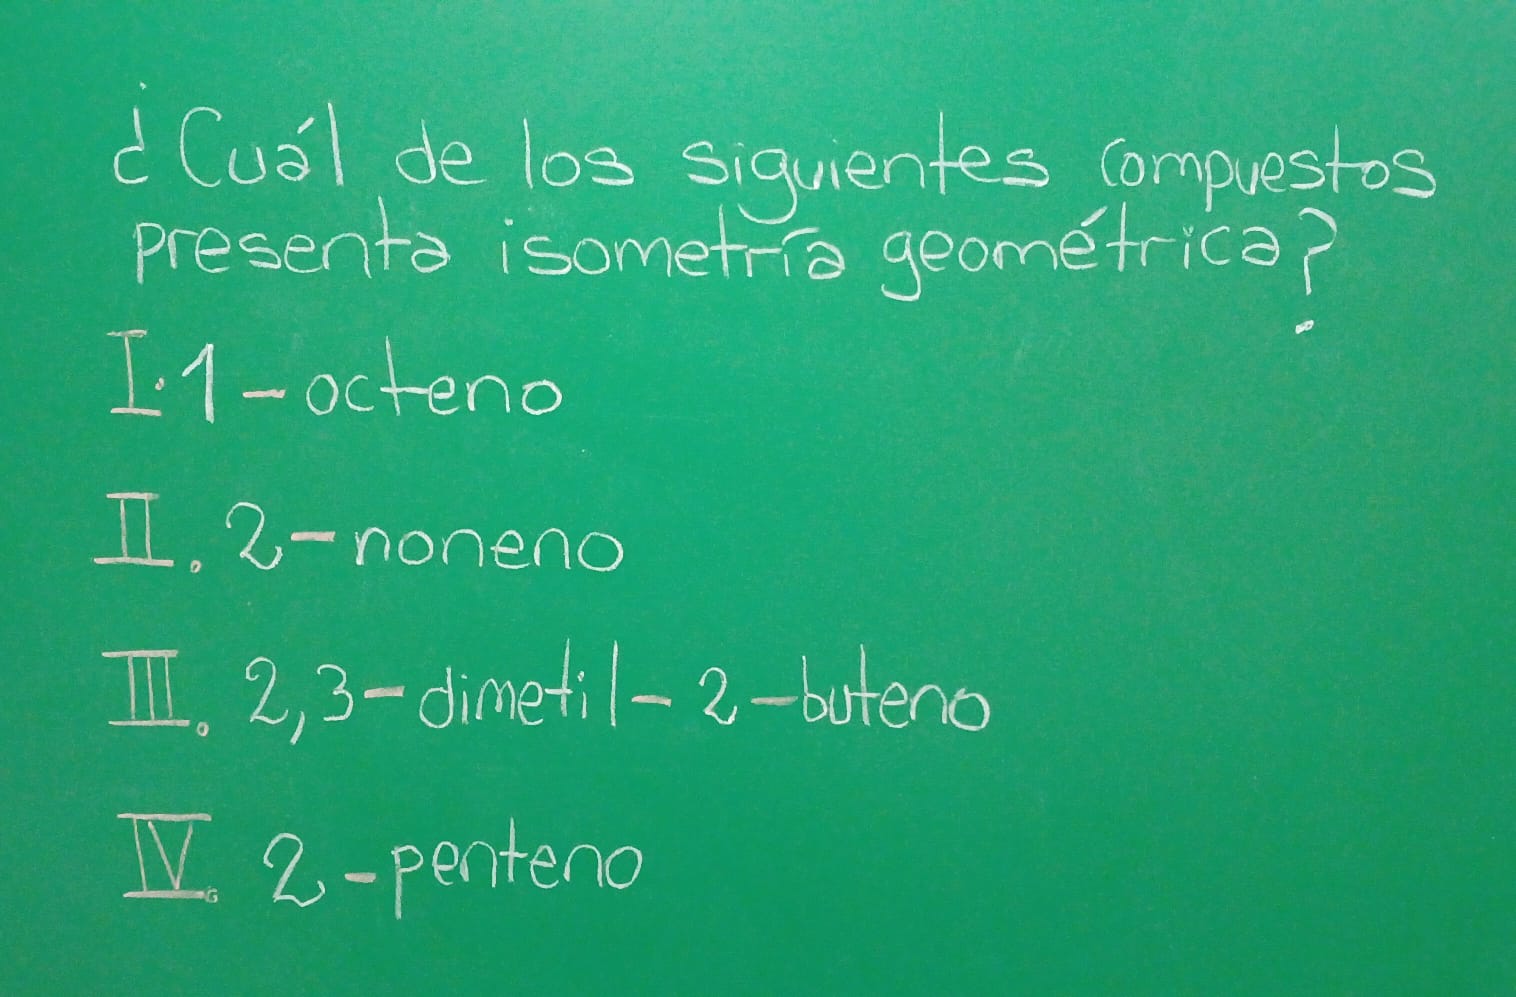 ¿Cuál de los siguientes compuestos
presenta isometría geométrica?
I. 1-octeno
II. 2-noneno
III. 2,3-dimetil-2-buteno
IV. 2-penteno